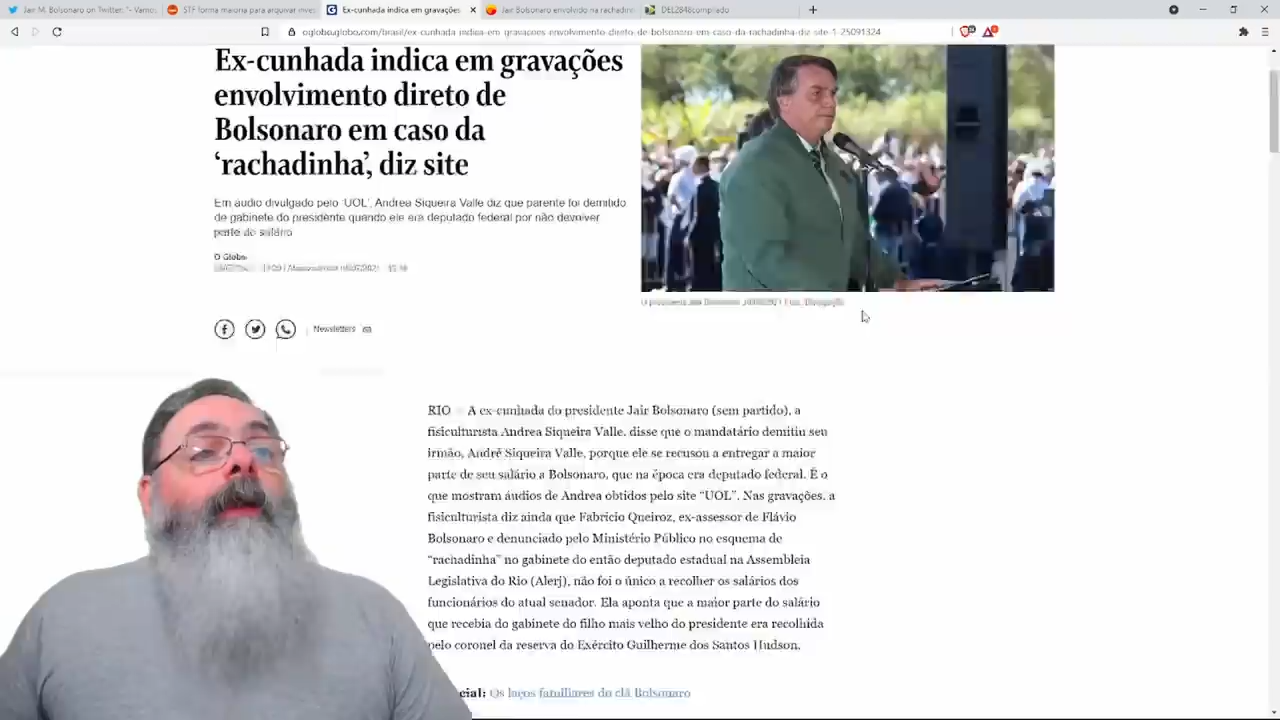 Jair M. Bolsonaro on Twitter: "- Vamos
STF forma maioria para arquivar inves
Ex-cunhada indica em gravações
Jair Bolsonaro envolvido na rachadin
DEL2848compilado
oglobo.globo.com/brasil/ex-cunhada-indica-em-gravacoes-envolvimento-direto-de-bolsonaro-em-caso-da-rachadinha-diz-site-1-25091324
Ex-cunhada indica em gravações
envolvimento direto de
Bolsonaro em caso da
‘rachadinha’, diz site
Em áudio divulgado pelo 'UOL', Andrea Siqueira Valle diz que parente foi demitido
de gabinete do presidente quando ele era deputado federal por não devolver
parte do salário
O Globo
Newsletters
RIO — A ex-cunhada do presidente Jair Bolsonaro (sem partido), a
fisiculturista Andrea Siqueira Valle, disse que o mandatário demitiu seu
irmão, André Siqueira Valle, porque ele se recusou a entregar a maior
parte de seu salário a Bolsonaro, que na época era deputado federal. É o
que mostram áudios de Andrea obtidos pelo site “UOL”. Nas gravações, a
fisiculturista diz ainda que Fabrício Queiroz, ex-assessor de Flávio
Bolsonaro e denunciado pelo Ministério Público no esquema de
“rachadinha” no gabinete do então deputado estadual na Assembleia
Legislativa do Rio (Alerj), não foi o único a recolher os salários dos
funcionários do atual senador. Ela aponta que a maior parte do salário
que recebia do gabinete do filho mais velho do presidente era recolhida
pelo coronel da reserva do Exército Guilherme dos Santos Hudson.
cial: Os laços familiares do clã Bolsonaro